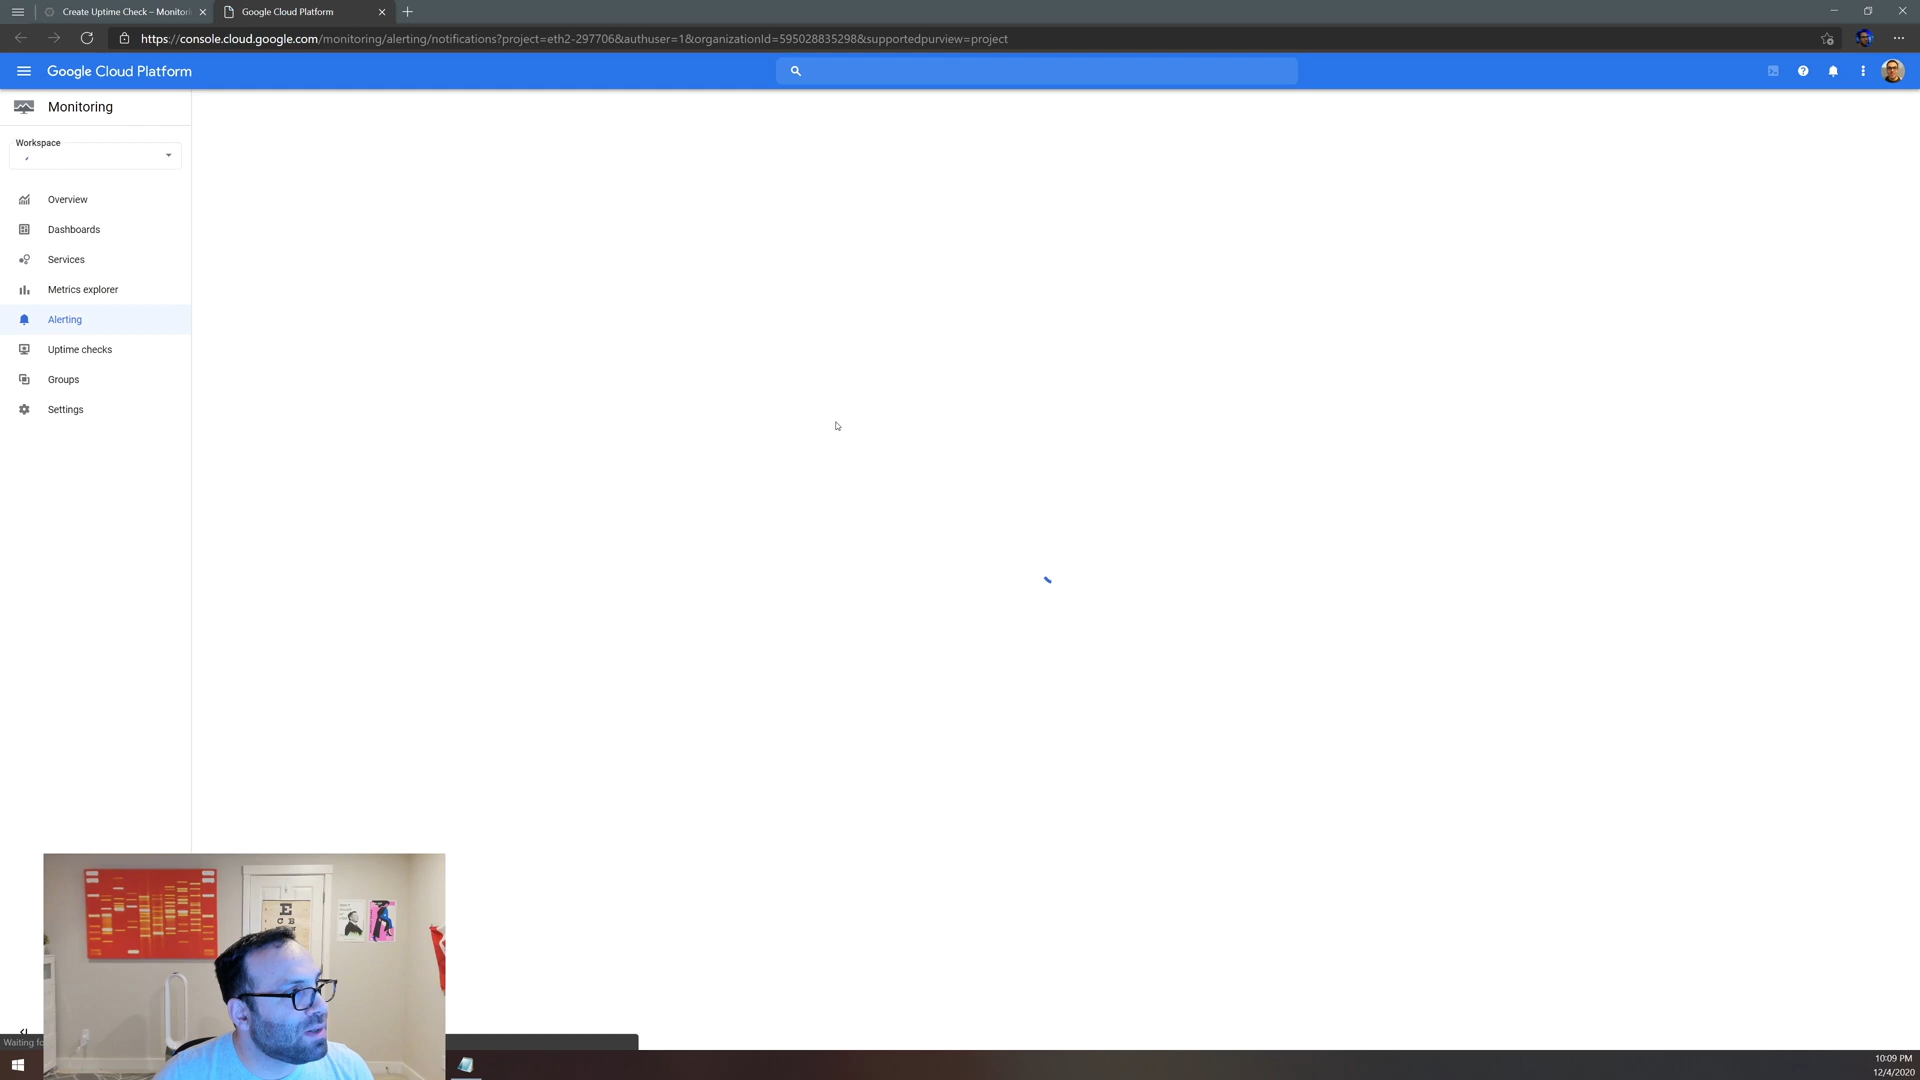 Create Uptime Check – Monitori
Google Cloud Platform
https://console.cloud.google.com/monitoring/alerting/notifications?project=eth2-297706&authuser=1&organizationId=595028835298&supportedpurview=project
Google Cloud Platform
Monitoring
Workspace
Overview
Dashboards
Services
Metrics explorer
Alerting
Uptime checks
Groups
Settings
E
C B
Waiting fo
10:09 PM
12/4/2020